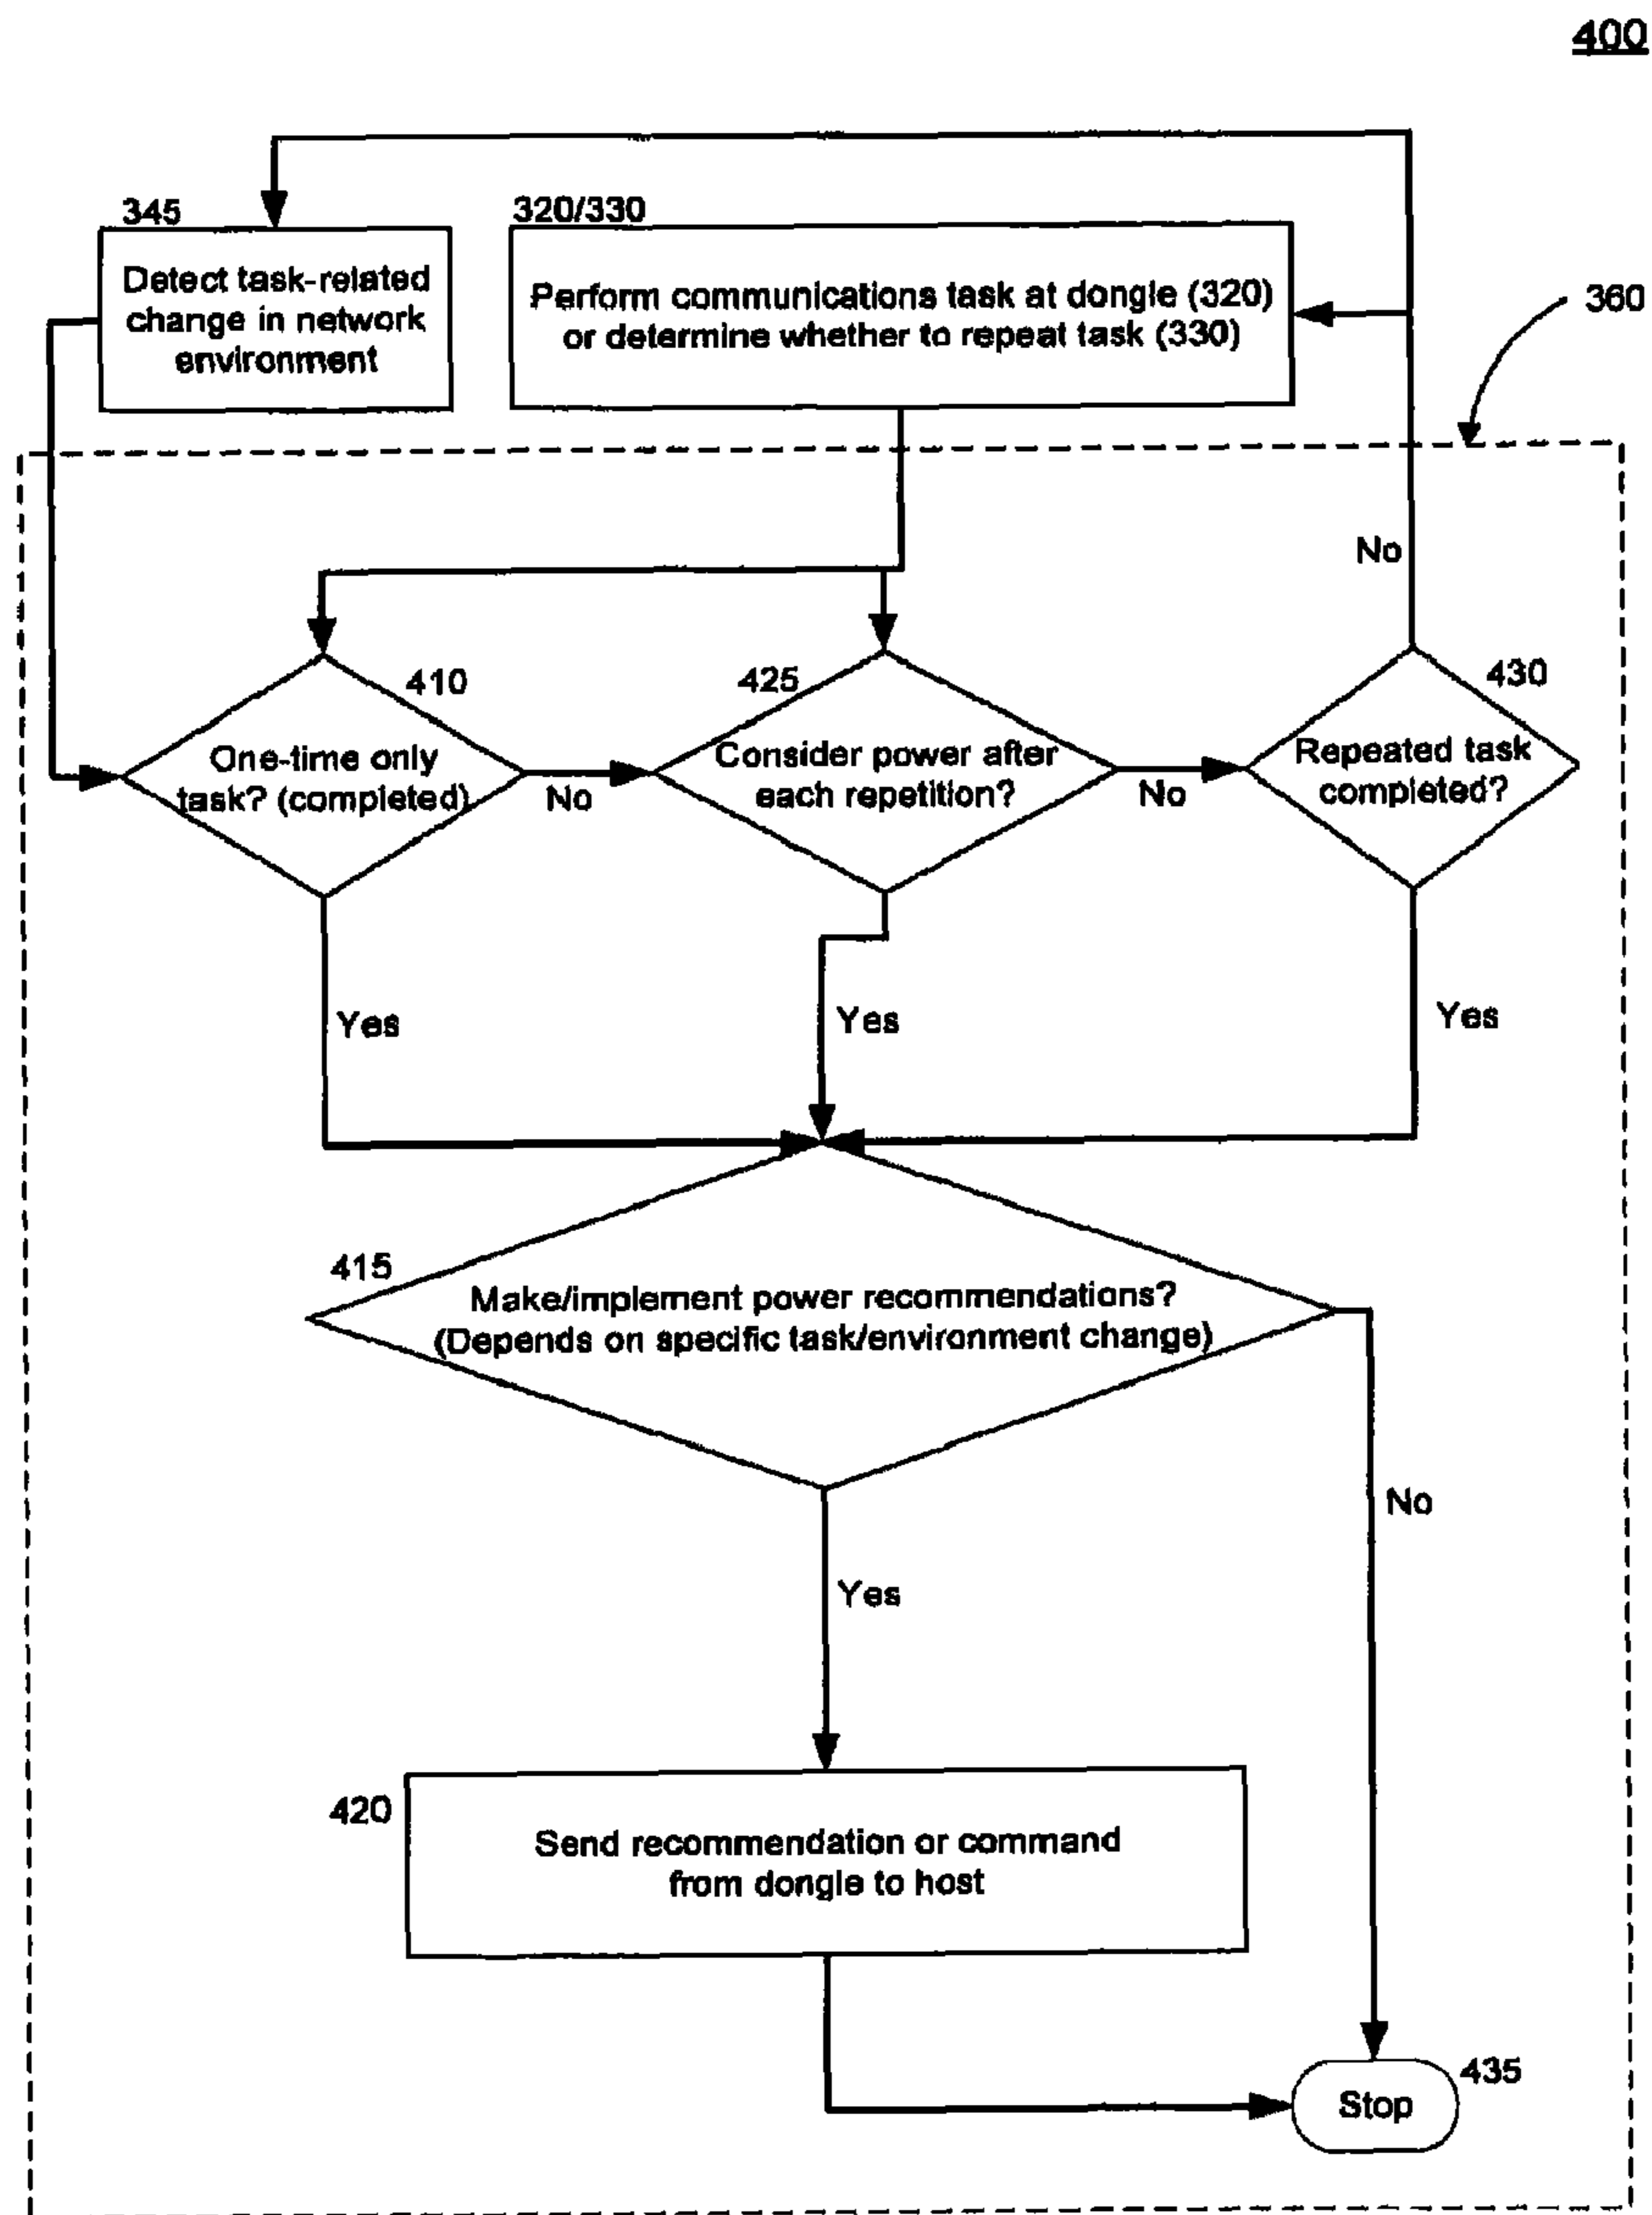 400
345
320/330
Detect task-related
change in network
environment
Perform communications task at dongle (320)
or determine whether to repeat task (330)
360
No
410
425
430
One-time only
task? (completed)
No
Consider power after
each repetition?
No
Repeated task
completed?
Yes
Yes
Yes
415
Make/implement power recommendations?
(Depends on specific task/environment change)
No
Yes
420
Send recommendation or command
from dongle to host
435
Stop